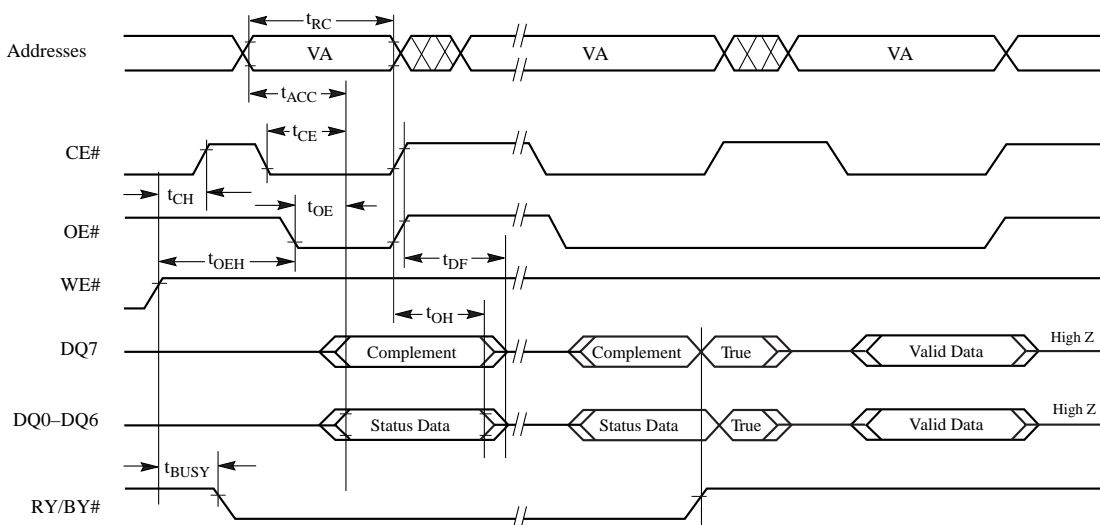 tRC
Addresses VA VA VA
tACC
tCE
CE#
tCH tOE
OE#
tOEH tDF
WE#
tOH
DQ7 Complement Complement True Valid Data High Z
DQ0–DQ6 Status Data Status Data True Valid Data High Z
tBUSY
RY/BY#